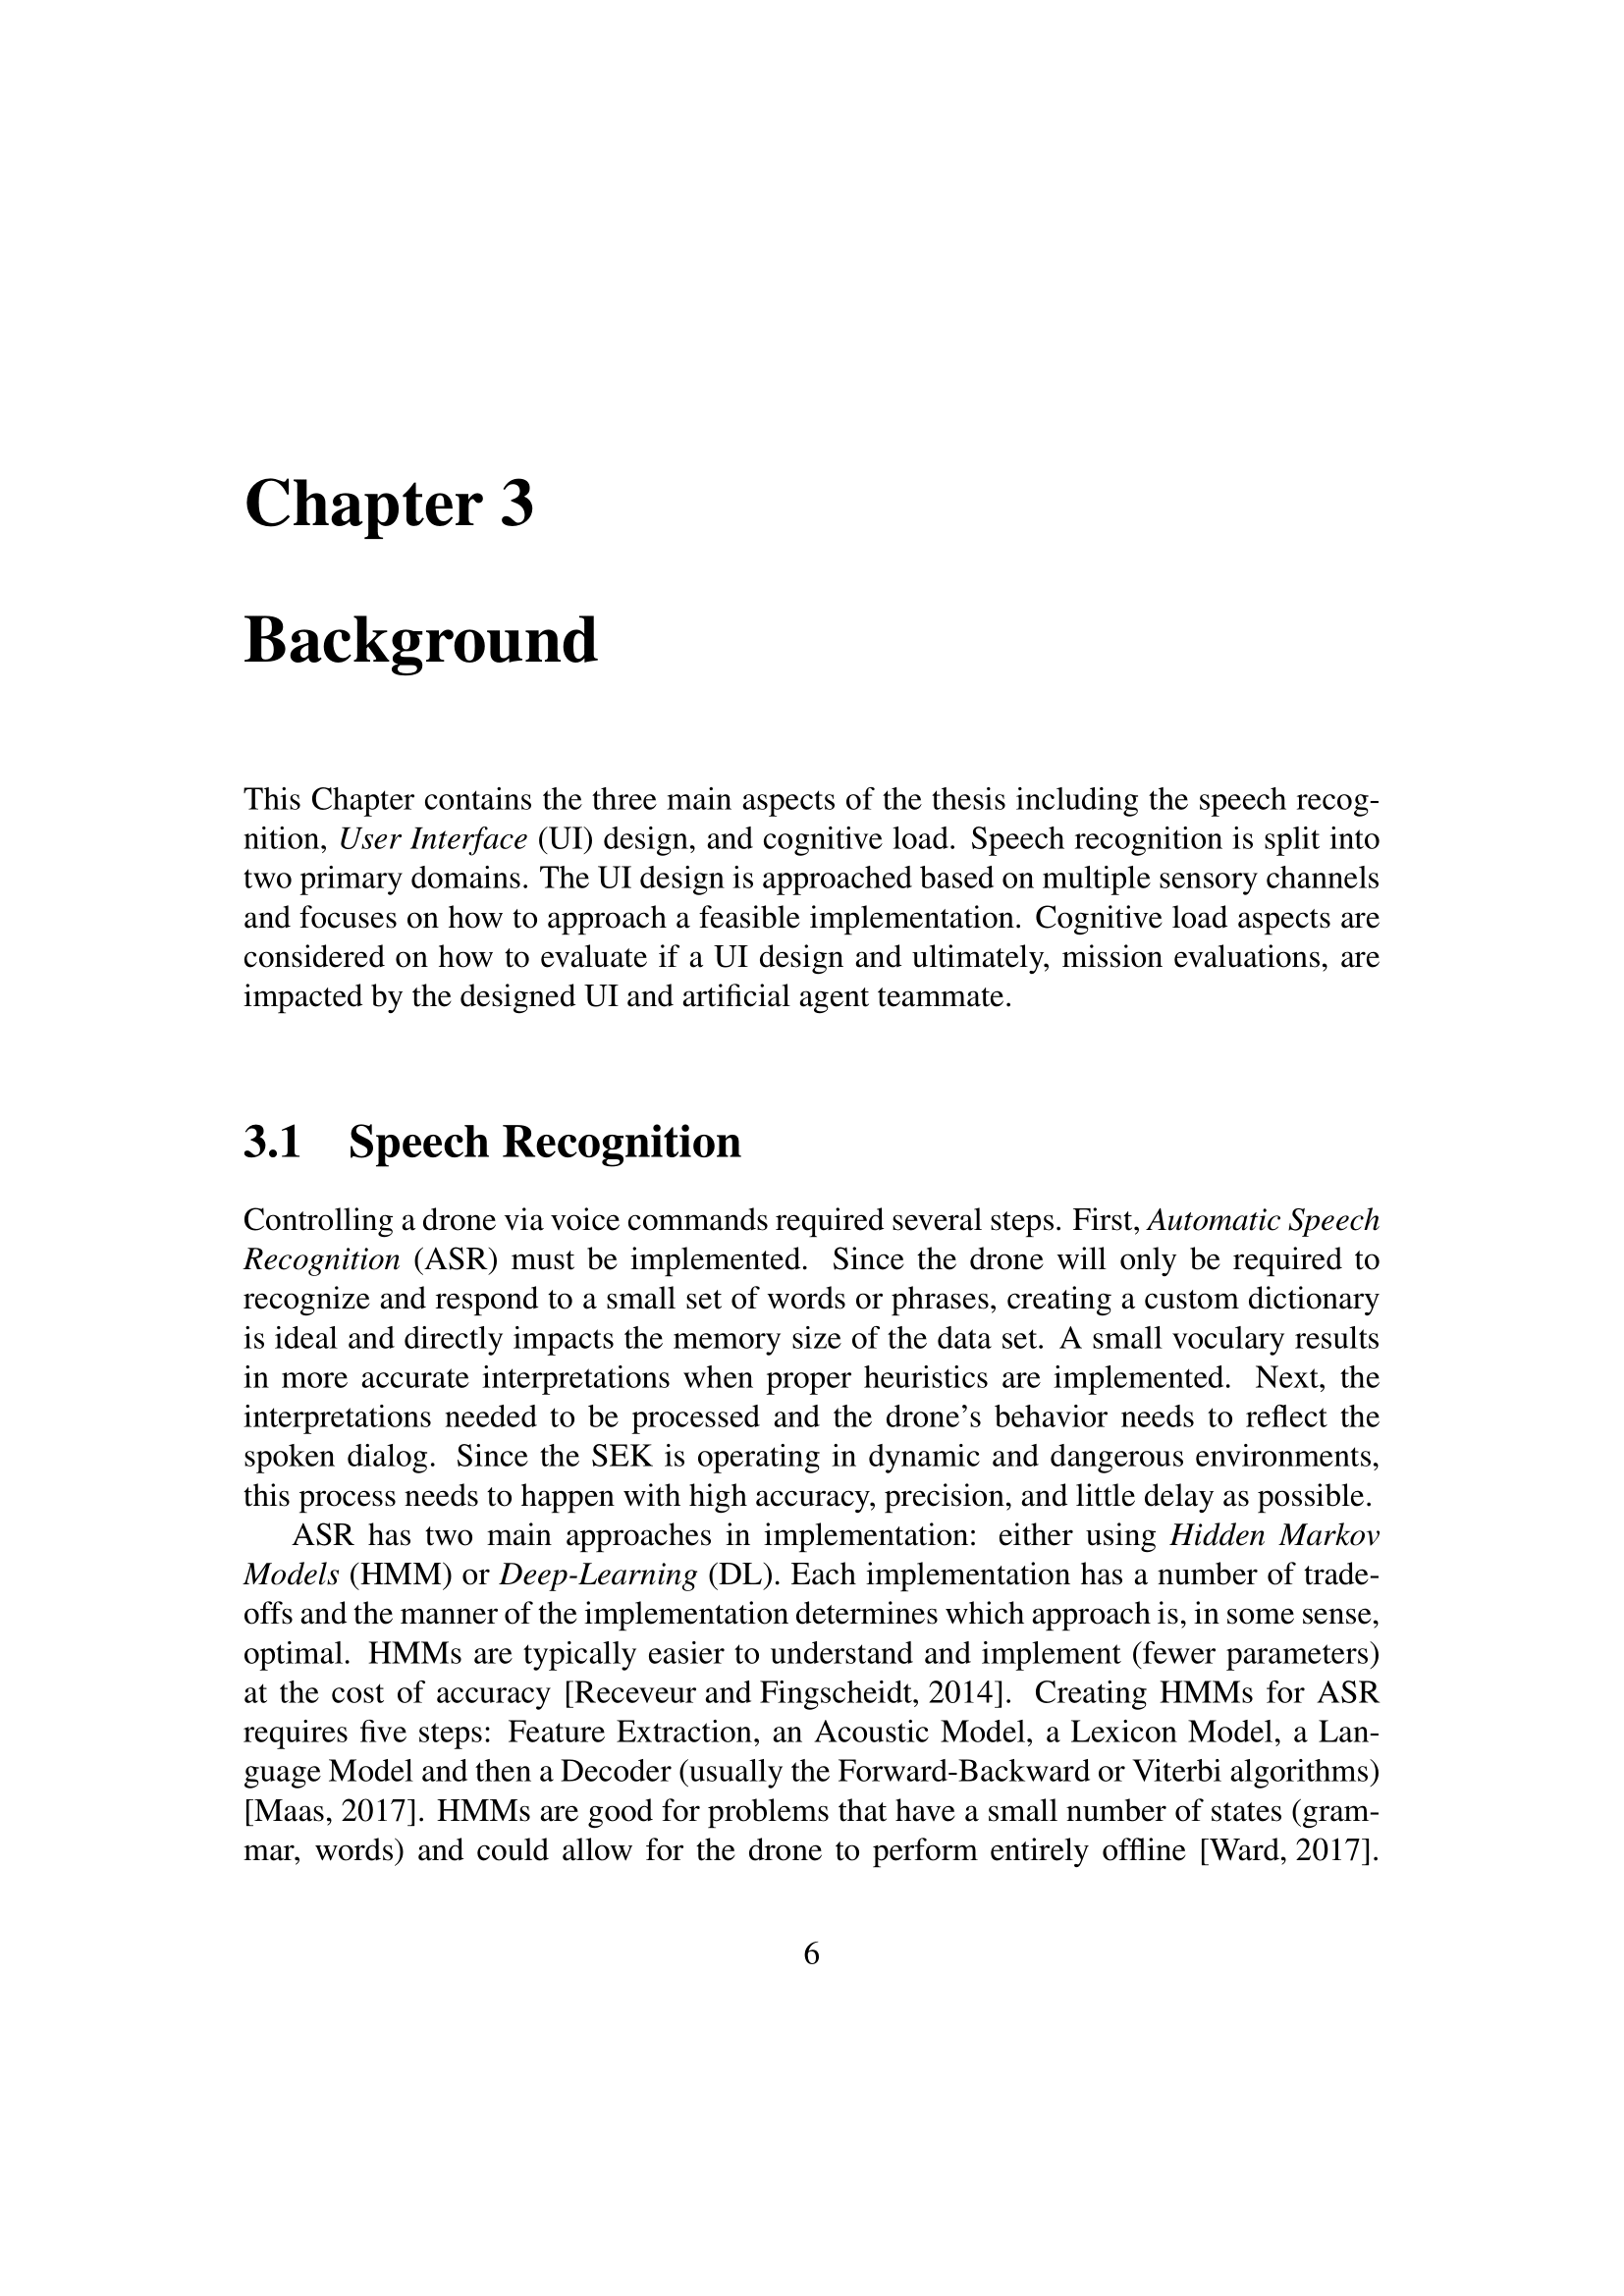 Chapter 3
Background
This Chapter contains the three main aspects of the thesis including the speech recog-
nition, User Interface (UI) design, and cognitive load. Speech recognition is split into
two primary domains. The UI design is approached based on multiple sensory channels
and focuses on how to approach a feasible implementation. Cognitive load aspects are
considered on how to evaluate if a UI design and ultimately, mission evaluations, are
impacted by the designed UI and artificial agent teammate.
3.1 Speech Recognition
Controlling a drone via voice commands required several steps. First, Automatic Speech
Recognition (ASR) must be implemented. Since the drone will only be required to
recognize and respond to a small set of words or phrases, creating a custom dictionary
is ideal and directly impacts the memory size of the data set. A small voculary results
in more accurate interpretations when proper heuristics are implemented. Next, the
interpretations needed to be processed and the drone's behavior needs to reflect the
spoken dialog. Since the SEK is operating in dynamic and dangerous environments,
this process needs to happen with high accuracy, precision, and little delay as possible.
ASR has two main approaches in implementation: either using Hidden Markov
Models (HMM) or Deep-Learning (DL). Each implementation has a number of trade-
offs and the manner of the implementation determines which approach is, in some sense,
optimal. HMMs are typically easier to understand and implement (fewer parameters)
at the cost of accuracy [Receveur and Fingscheidt, 2014]. Creating HMMs for ASR
requires five steps: Feature Extraction, an Acoustic Model, a Lexicon Model, a Lan-
guage Model and then a Decoder (usually the Forward-Backward or Viterbi algorithms)
[Maas, 2017]. HMMs are good for problems that have a small number of states (gram-
mar, words) and could allow for the drone to perform entirely offline [Ward, 2017].
6